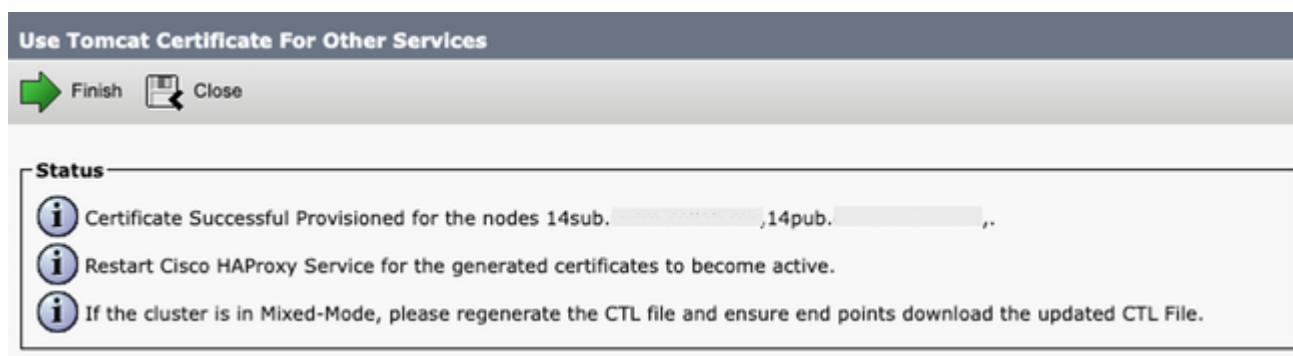 Use Tomcat Certificate For Other Services
Finish Close
Status
Certificate Successful Provisioned for the nodes 14sub. ,14pub. ,.
Restart Cisco HAProxy Service for the generated certificates to become active.
If the cluster is in Mixed-Mode, please regenerate the CTL file and ensure end points download the updated CTL File.